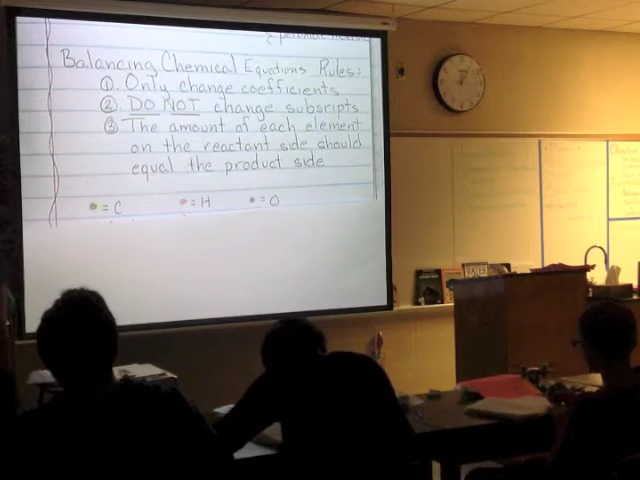 Balancing Chemical Equations Rules:
① Only change coefficients
② DO NOT change subsripts
③ The amount of each element
on the reactant side should
equal the product side
= C = H = O